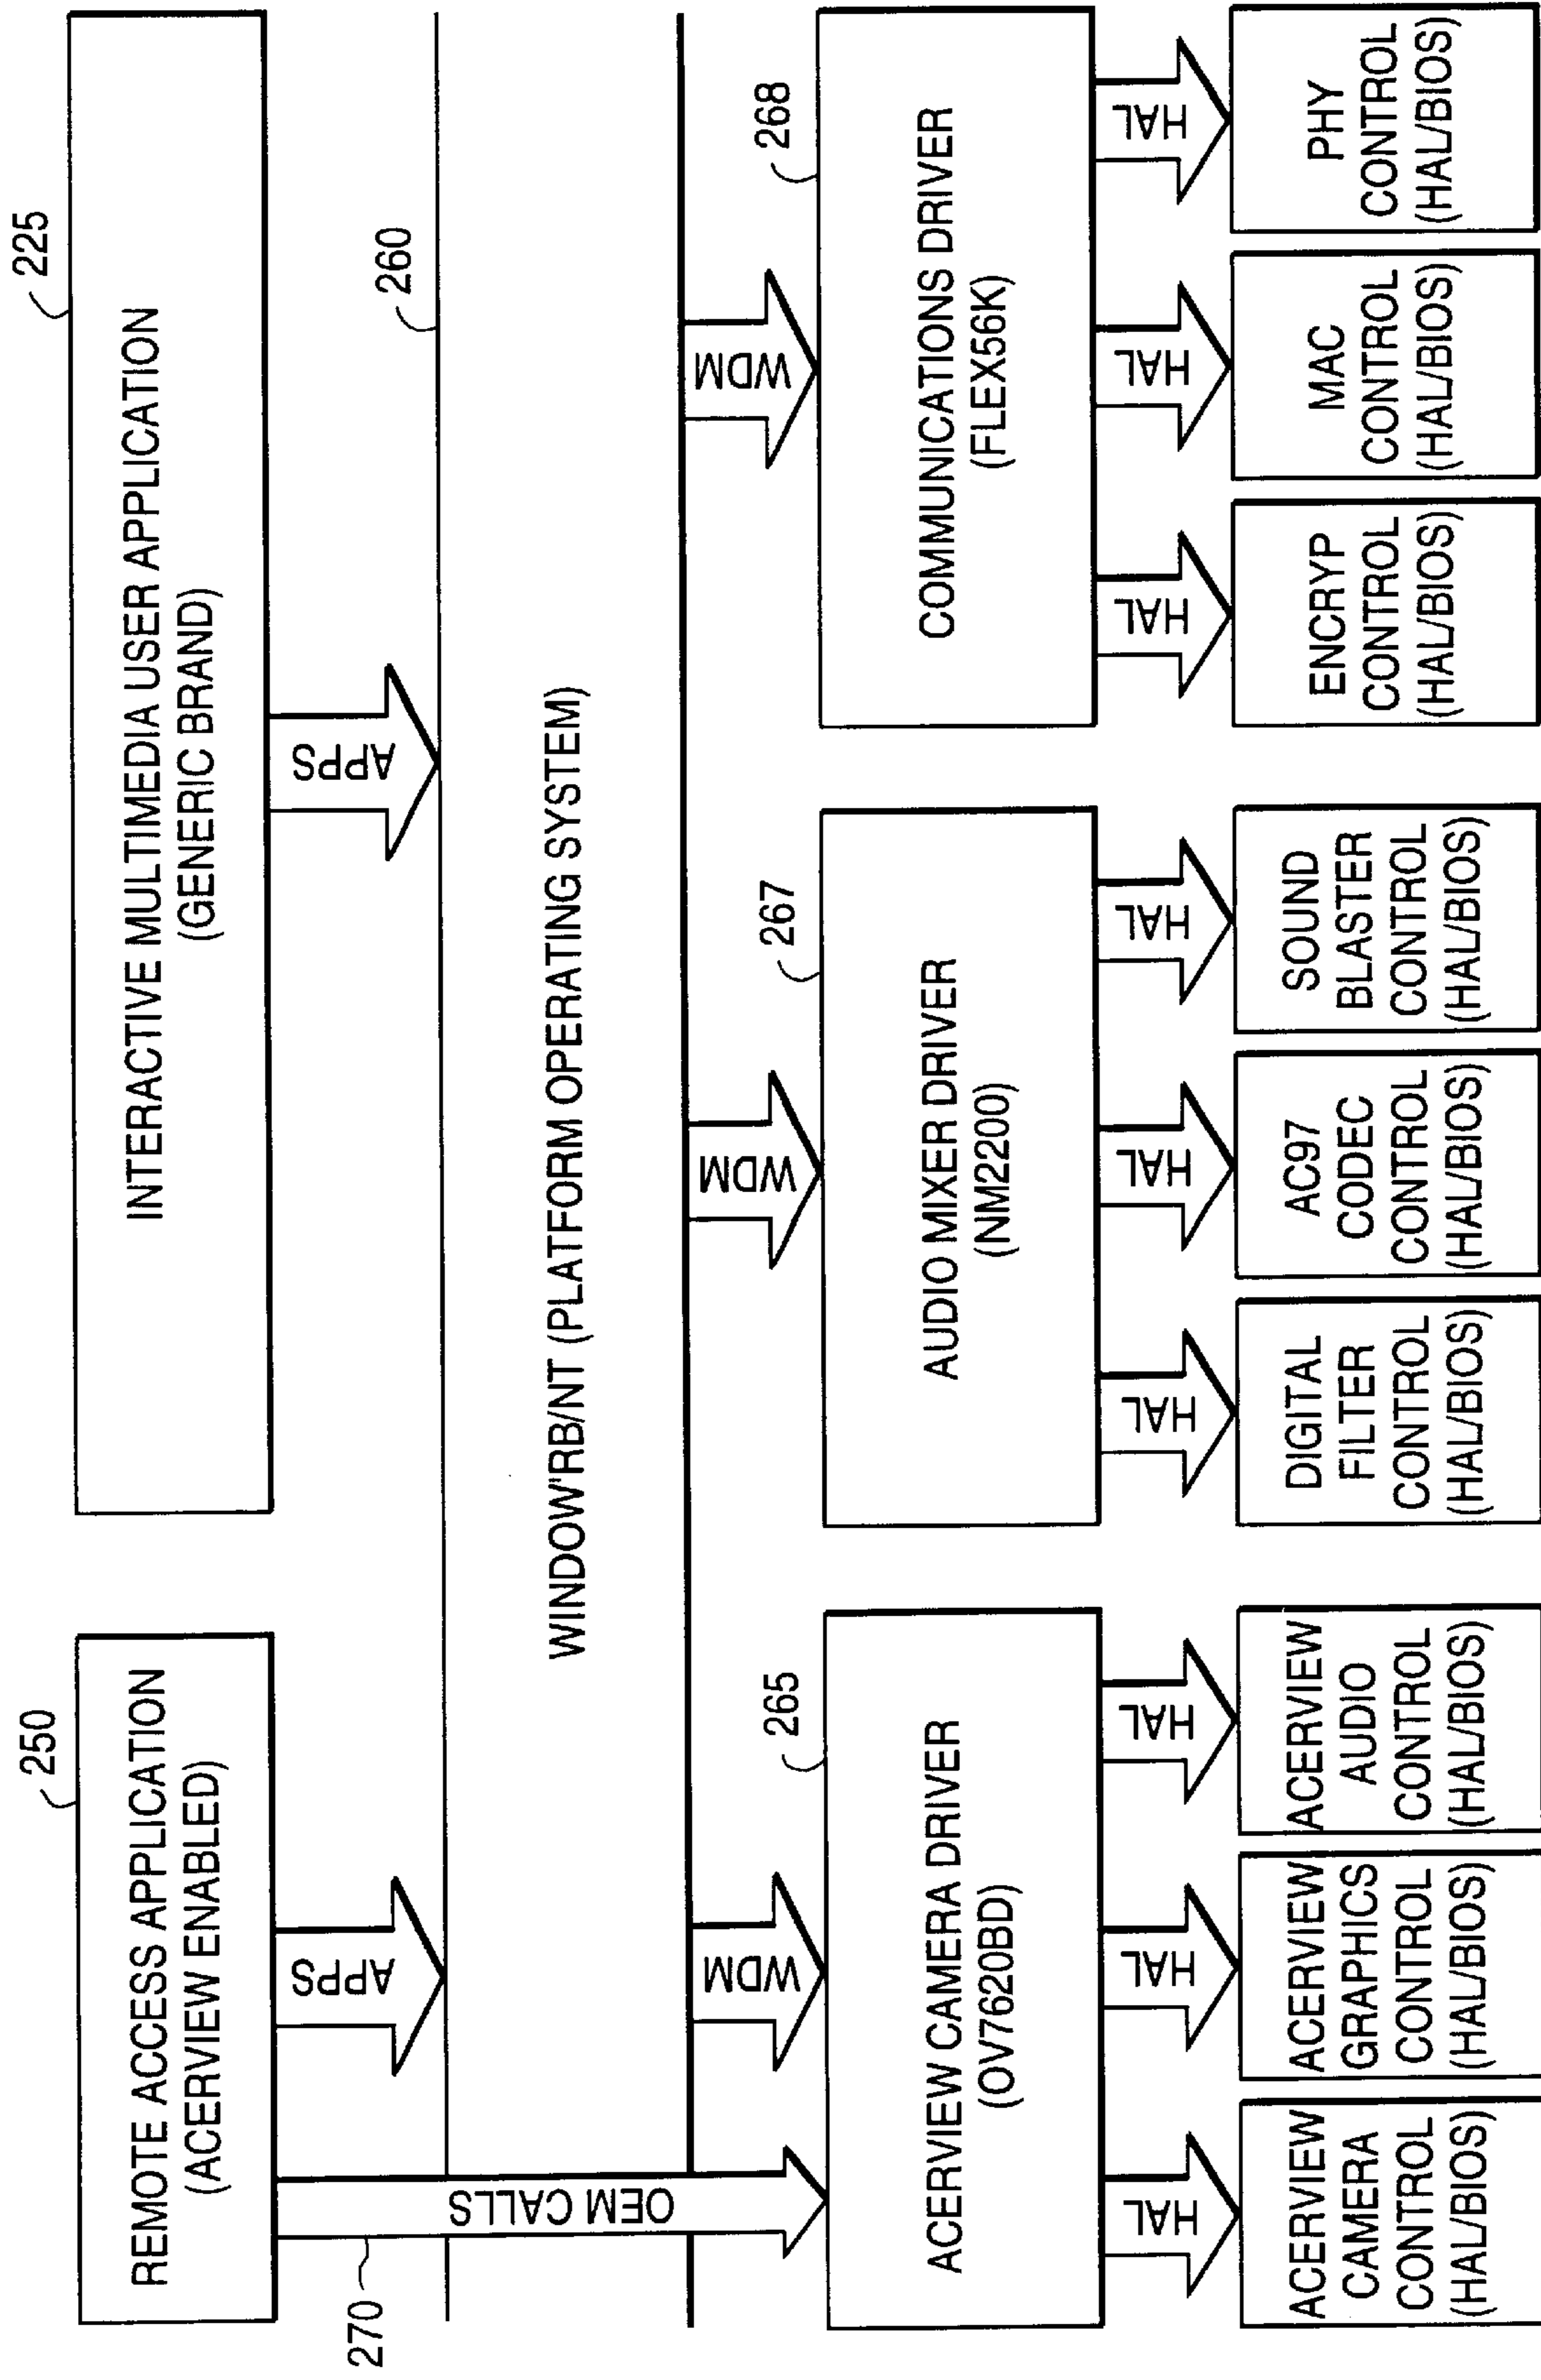 250
REMOTE ACCESS APPLICATION
(ACERVIEW ENABLED)
225
INTERACTIVE MULTIMEDIA USER APPLICATION
(GENERIC BRAND)
270
OEM CALLS
APPS
APPS
260
WINDOW'RB/NT (PLATFORM OPERATING SYSTEM)
WDM
WDM
WDM
265
ACERVIEW CAMERA DRIVER
(OV7620BD)
267
AUDIO MIXER DRIVER
(NM2200)
268
COMMUNICATIONS DRIVER
(FLEX56K)
HAL
HAL
HAL
HAL
HAL
HAL
HAL
HAL
HAL
ACERVIEW
CAMERA
CONTROL
(HAL/BIOS)
ACERVIEW
GRAPHICS
CONTROL
(HAL/BIOS)
ACERVIEW
AUDIO
CONTROL
(HAL/BIOS)
DIGITAL
FILTER
CONTROL
(HAL/BIOS)
AC97
CODEC
CONTROL
(HAL/BIOS)
SOUND
BLASTER
CONTROL
(HAL/BIOS)
ENCRYP
CONTROL
(HAL/BIOS)
MAC
CONTROL
(HAL/BIOS)
PHY
CONTROL
(HAL/BIOS)